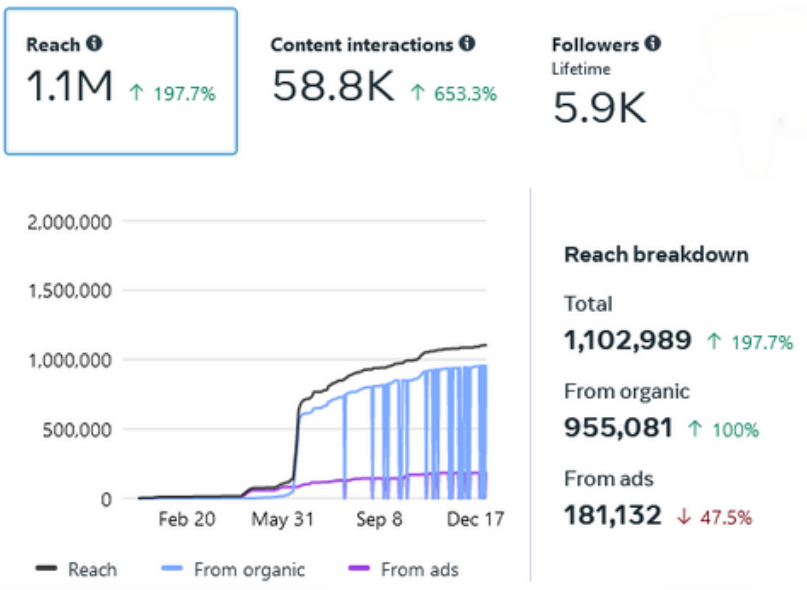 Reach
1.1M ↑ 197.7%
Content interactions
58.8K ↑ 653.3%
Followers
Lifetime
5.9K
2,000,000
1,500,000
1,000,000
500,000
0
Feb 20 May 31 Sep 8 Dec 17
Reach From organic From ads
Reach breakdown
Total
1,102,989 ↑ 197.7%
From organic
955,081 ↑ 100%
From ads
181,132 ↓ 47.5%